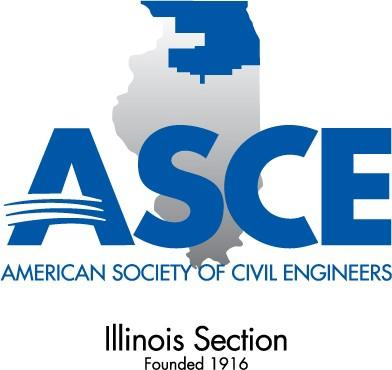 ASCE
AMERICAN SOCIETY OF CIVIL ENGINEERS
Illinois Section
Founded 1916